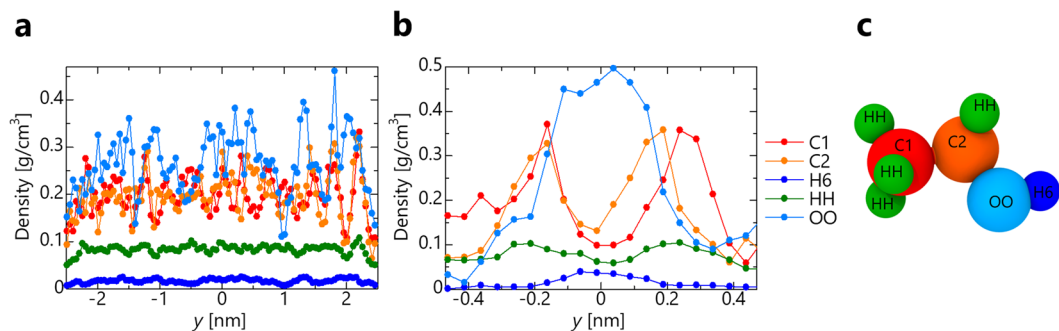 a
b
c
Density [g/cm³]
0.4
0.3
0.2
0.1
0
-2
-1
0
1
2
y [nm]
Density [g/cm³]
0.5
0.4
0.3
0.2
0.1
0
-0.4
-0.2
0
0.2
0.4
y [nm]
C1
C2
H6
HH
OO
HH
HH
C1
C2
HH
HH
OO
H6